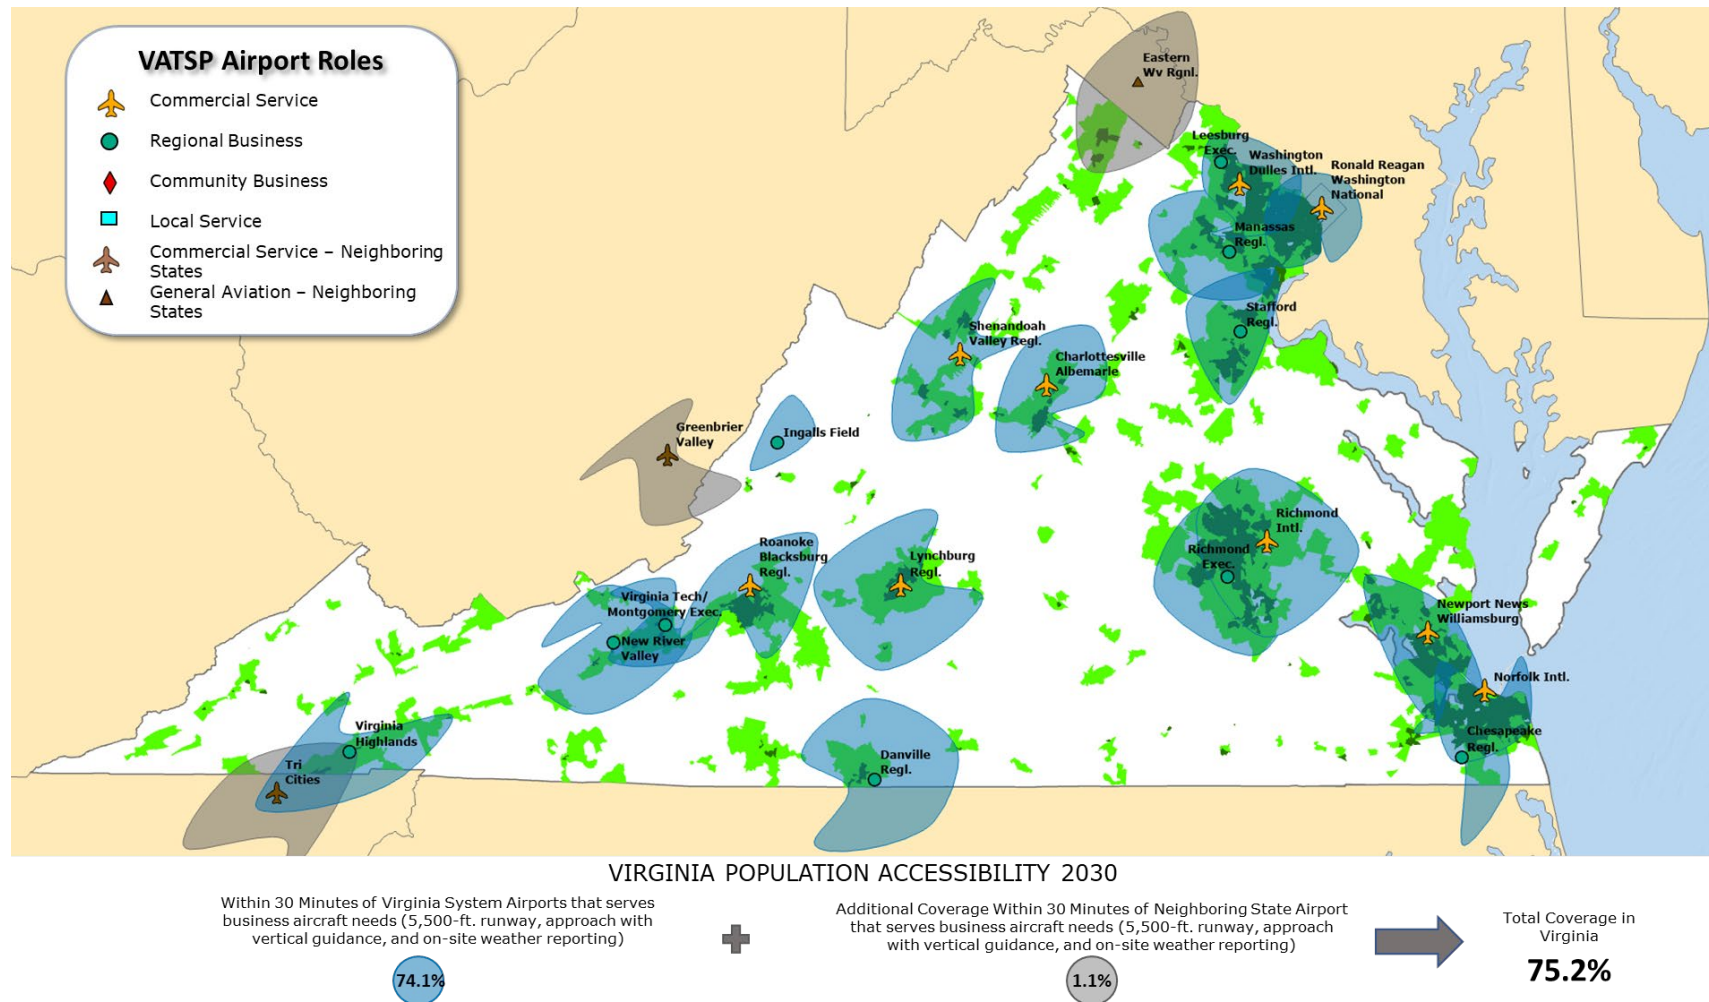 VATSP Airport Roles
Commercial Service
Regional Business
Community Business
Local Service
Commercial Service – Neighboring
States
General Aviation – Neighboring
States
Eastern
Wv Rgnl.
Leesburg
Exec.
Washington
Dulles Intl.
Ronald Reagan
Washington
National
Manassas
Regl.
Stafford
Regl.
Shenandoah
Valley Regl.
Charlottesville
Albemarle
Greenbrier
Valley
Ingalls Field
Richmond
Intl.
Richmond
Exec.
Roanoke
Blacksburg
Regl.
Lynchburg
Regl.
Virginia Tech/
Montgomery Exec.
New River
Valley
Newport News
Williamsburg
Norfolk Intl.
Chesapeake
Regl.
Virginia
Highlands
Tri
Cities
Danville
Regl.
VIRGINIA POPULATION ACCESSIBILITY 2030
Within 30 Minutes of Virginia System Airports that serves
business aircraft needs (5,500-ft. runway, approach with
vertical guidance, and on-site weather reporting)
74.1%
Additional Coverage Within 30 Minutes of Neighboring State Airport
that serves business aircraft needs (5,500-ft. runway, approach
with vertical guidance, and on-site weather reporting)
1.1%
Total Coverage in
Virginia
75.2%